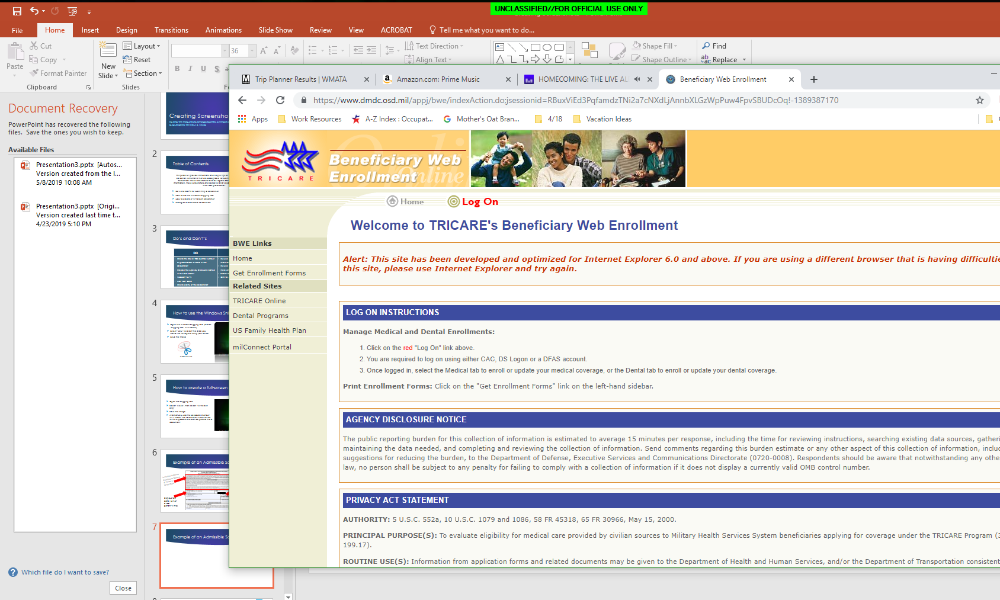 UNCLASSIFIED//FOR OFFICIAL USE ONLY
File Home Insert Design Transitions Animations Slide Show Review View ACROBAT Tell me what you want to do...
Paste
Cut
Copy
Format Painter
Clipboard
New Slide
Layout
Reset
Section
Slides
36
B I U S
Text Direction
Align Text
Shape Fill
Shape Outline
Find
Replace
Document Recovery
PowerPoint has recovered the following
files. Save the ones you wish to keep.
Available Files
Presentation3.pptx [Autos...
Version created from the l...
5/8/2019 10:08 AM
Presentation3.pptx [Origi...
Version created last time t...
4/23/2019 5:10 PM
Which file do I want to save?
Close
Creating Screensho
2
Table of Contents
3
Do's and Don't's
DO
4
How to use the Windows Sni
5
How to create a full-screen
6
Example of an Admissible Sc
7
Example of an Admissible Sc
Trip Planner Results | WMATA
Amazon.com: Prime Music
HOMECOMING: THE LIVE AL
Beneficiary Web Enrollment
https://www.dmdc.osd.mil/appj/bwe/indexAction.do;jsessionid=RBuxViEd3PqfamdzTNi2a7cNXdLjAnnbXLGzWpPuw4FpvSBUDcOq!-1389387170
Apps Work Resources A-Z Index : Occupat... Mother's Oat Bran... 4/18 Vacation Ideas
TRICARE
Online
Beneficiary Web
Enrollment
Online
Home Log On
Welcome to TRICARE's Beneficiary Web Enrollment
BWE Links
Home
Get Enrollment Forms
Related Sites
TRICARE Online
Dental Programs
US Family Health Plan
milConnect Portal
Alert: This site has been developed and optimized for Internet Explorer 6.0 and above. If you are using a different browser that is having difficultie
this site, please use Internet Explorer and try again.
LOG ON INSTRUCTIONS
Manage Medical and Dental Enrollments:
1. Click on the red "Log On" link above.
2. You are required to log on using either CAC, DS Logon or a DFAS account.
3. Once logged in, select the Medical tab to enroll or update your medical coverage, or the Dental tab to enroll or update your dental coverage.
Print Enrollment Forms: Click on the "Get Enrollment Forms" link on the left-hand sidebar.
AGENCY DISCLOSURE NOTICE
The public reporting burden for this collection of information is estimated to average 15 minutes per response, including the time for reviewing instructions, searching existing data sources, gatheri
maintaining the data needed, and completing and reviewing the collection of information. Send comments regarding this burden estimate or any other aspect of this collection of information, inclu
suggestions for reducing the burden, to the Department of Defense, Executive Services and Communications Directorate (0720-0008). Respondents should be aware that notwithstanding any othe
law, no person shall be subject to any penalty for failing to comply with a collection of information if it does not display a currently valid OMB control number.
PRIVACY ACT STATEMENT
AUTHORITY: 5 U.S.C. 552a, 10 U.S.C. 1079 and 1086, 58 FR 45318, 65 FR 30966, May 15, 2000.
PRINCIPAL PURPOSE(S): To evaluate eligibility for medical care provided by civilian sources to Military Health Services System beneficiaries applying for coverage under the TRICARE Program (3
199.17).
ROUTINE USE(S): Information from application forms and related documents may be given to the Department of Health and Human Services, and/or the Department of Transportation consistent